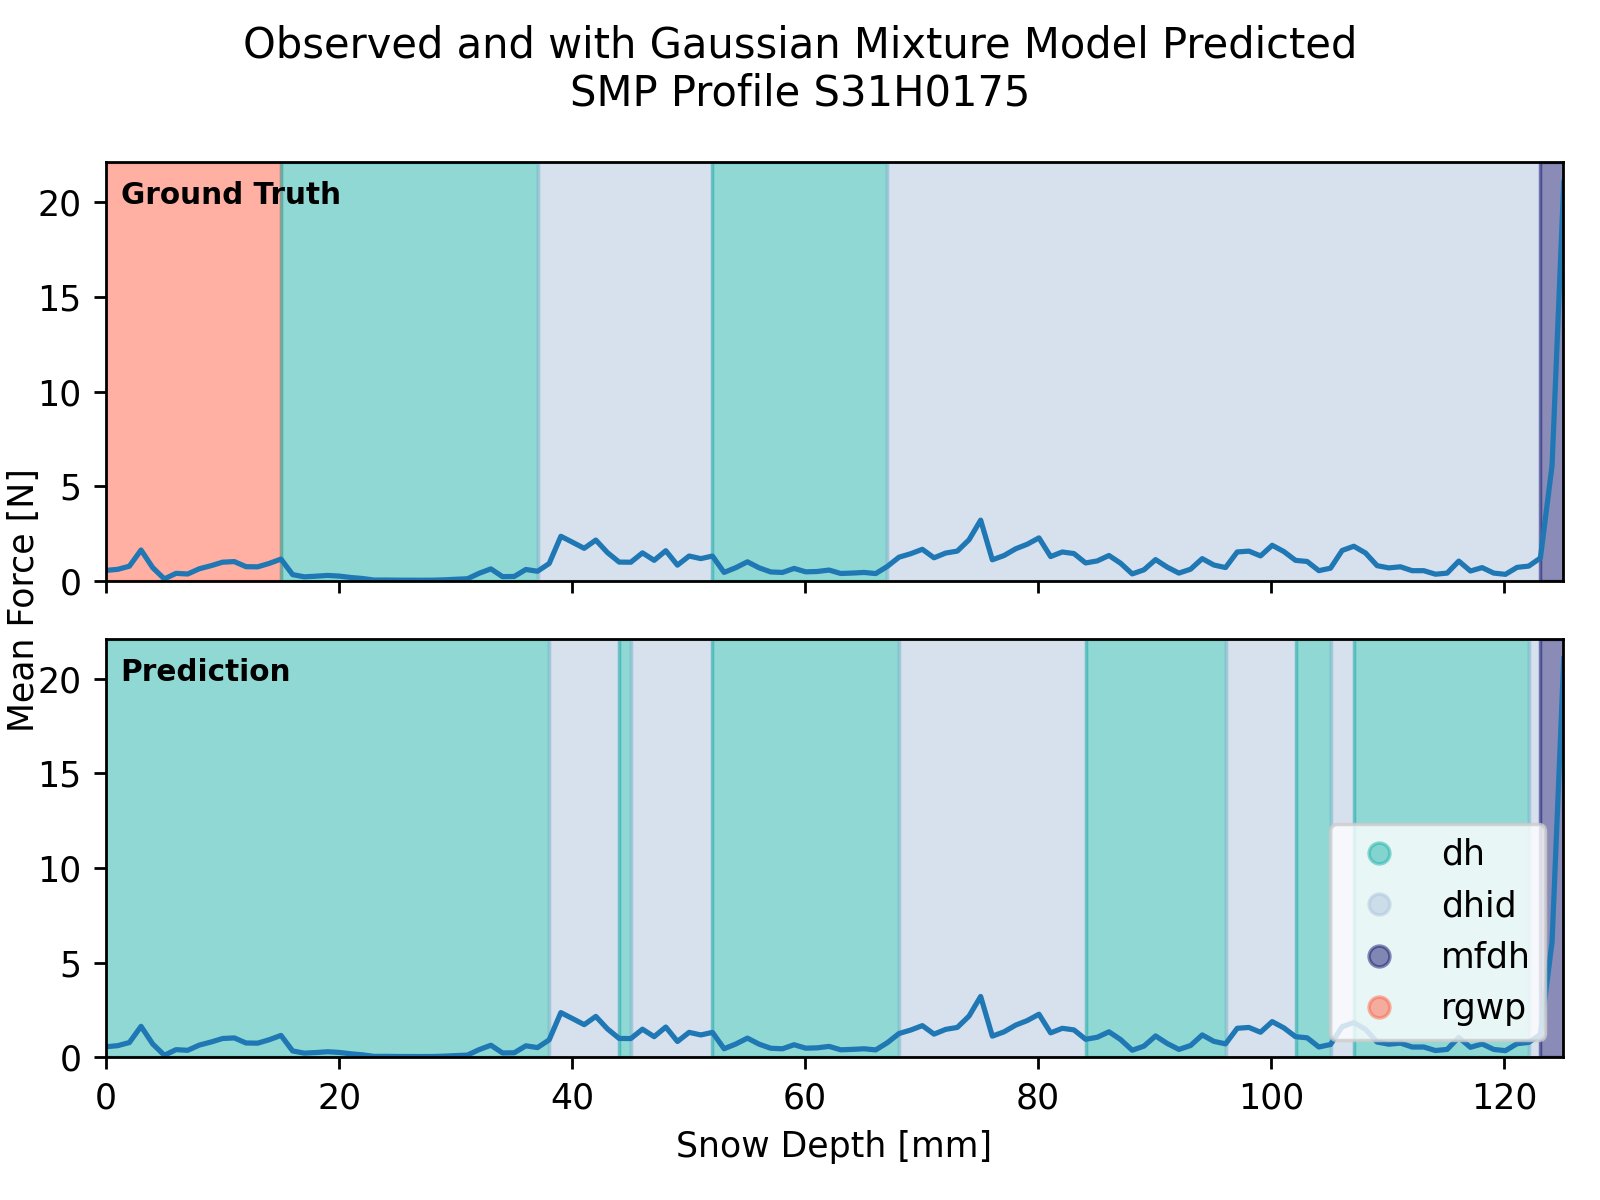 Observed and with Gaussian Mixture Model Predicted
SMP Profile S31H0175
Ground Truth
20
15
10
5
0
Mean Force [N]
Prediction
20
15
10
5
0
dh
dhid
mfdh
rgwp
0 20 40 60 80 100 120
Snow Depth [mm]